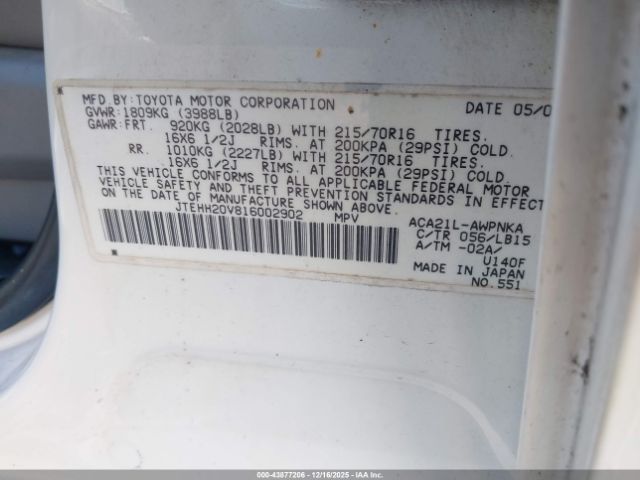 MFD.BY:TOYOTA MOTOR CORPORATION DATE 05/0
GVWR:1809KG (3988LB)
GAWR:FRT. 920KG (2028LB) WITH 215/70R16 TIRES.
16X6 1/2J RIMS. AT 200KPA (29PSI) COLD.
RR. 1010KG (2227LB) WITH 215/70R16 TIRES.
16X6 1/2J RIMS. AT 200KPA (29PSI) COLD.
THIS VEHICLE CONFORMS TO ALL APPLICABLE FEDERAL MOTOR
VEHICLE SAFETY AND THEFT PREVENTION STANDARDS IN EFFECT
ON THE DATE OF MANUFACTURE SHOWN ABOVE.
JTEHH20V816002902 MPV
ACA21L-AWPNKA
C/TR 056/LB15
A/TM -02A/
U140F
MADE IN JAPAN
NO.551
000-43877206 - 12/16/2025 - IAAI.COM